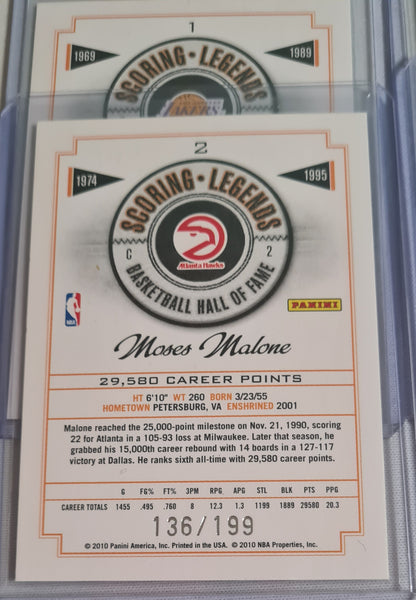 1
1969
1989
SCORING • LEGENDS
LAKERS
2
1974
1995
SCORING • LEGENDS
C
2
Atlanta Hawks
BASKETBALL HALL OF FAME
NBA
PANINI
Moses Malone
29,580 CAREER POINTS
HT 6'10" WT 260 BORN 3/23/55
HOMETOWN PETERSBURG, VA ENSHRINED 2001
Malone reached the 25,000-point milestone on Nov. 21, 1990, scoring
22 for Atlanta in a 105-93 loss at Milwaukee. Later that season, he
grabbed his 15,000th career rebound with 14 boards in a 127-117
victory at Dallas. He ranks sixth all-time with 29,580 career points.
G FG% FT% 3PM RPG APG STL BLK PTS PPG
CAREER TOTALS 1455 .495 .760 8 12.3 1.3 1199 1889 29580 20.3
136/199
© 2010 Panini America, Inc. Printed in the USA. © 2010 NBA Properties, Inc.